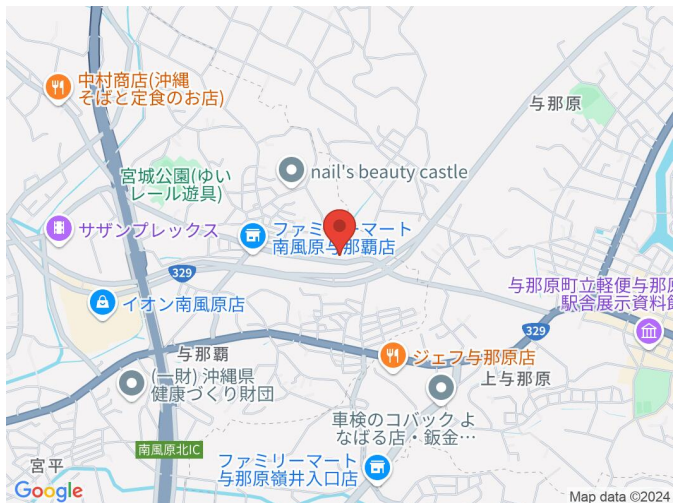 中村商店(沖縄
そばと定食のお店)
与那原
宮城公園(ゆい
レール遊具)
nail's beauty castle
サザンプレックス
ファミリーマート
南風原与那覇店
329
イオン南風原店
与那原町立軽便与那原
駅舎展示資料館
329
与那覇
ジェフ与那原店
(一財) 沖縄県
健康づくり財団
上与那原
車検のコバック よ
なばる店・鈑金…
南風原北IC
宮平
ファミリーマート
与那原嶺井入口店
Google
Map data ©2024